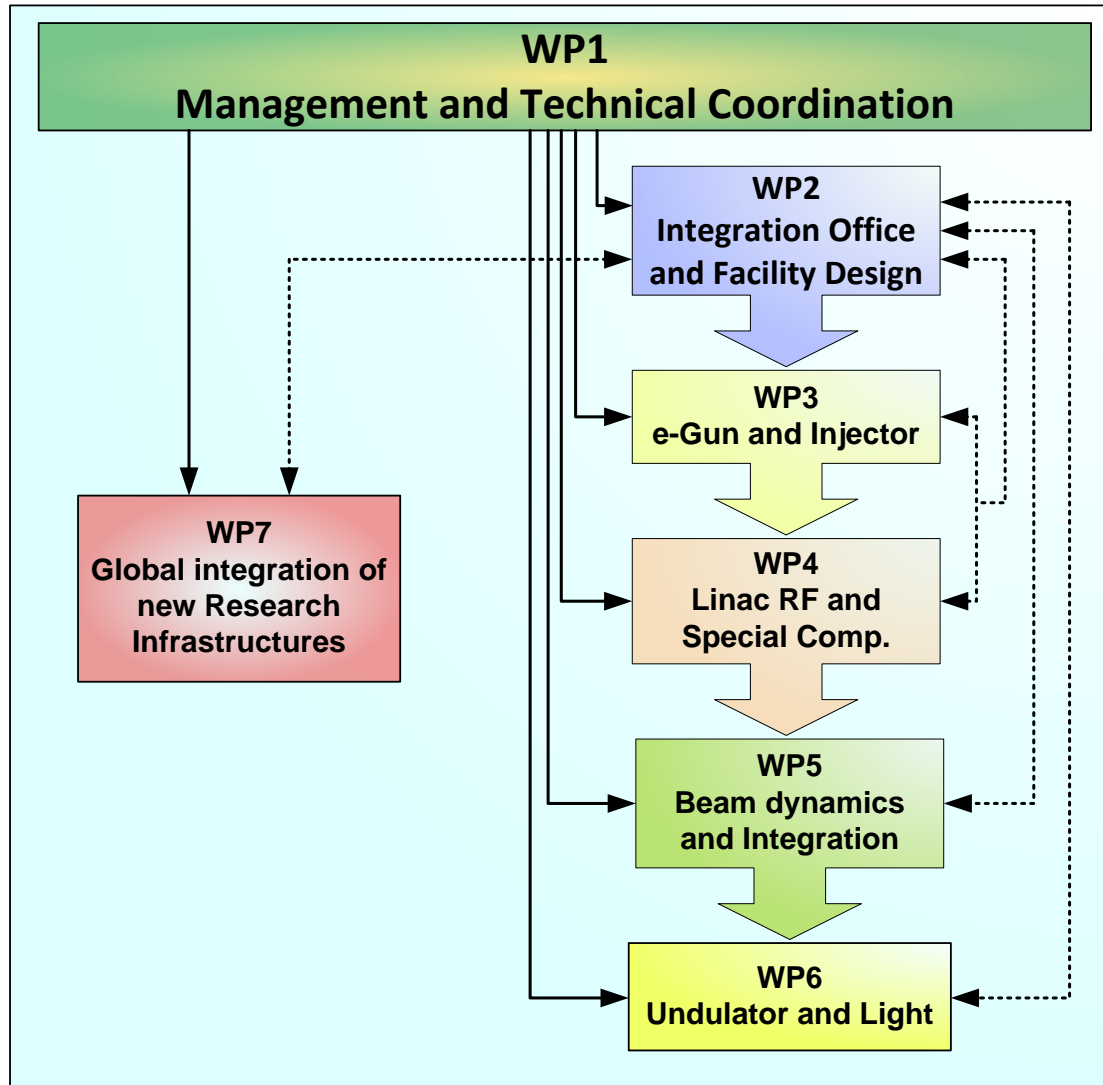 WP1
Management and Technical Coordination
WP2
Integration Office
and Facility Design
WP3
e-Gun and Injector
WP7
Global integration of
new Research
Infrastructures
WP4
Linac RF and
Special Comp.
WP5
Beam dynamics
and Integration
WP6
Undulator and Light